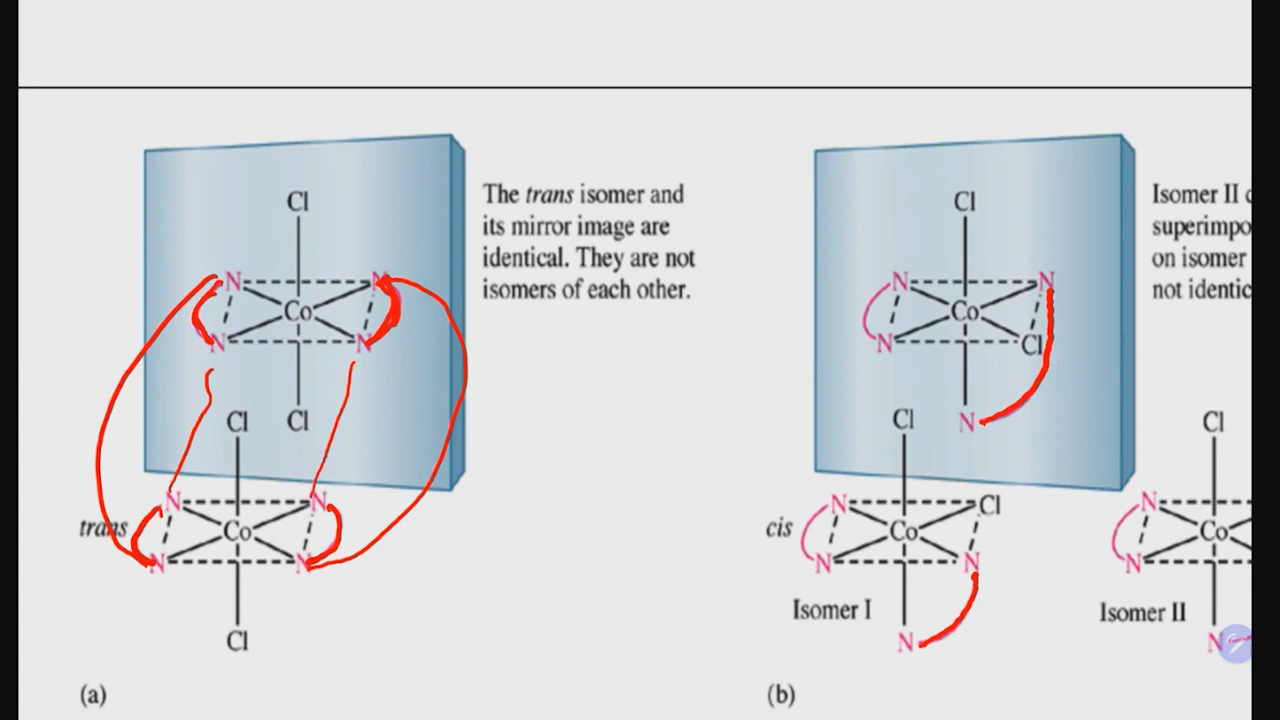 Cl
N N
Co
N N
Cl Cl
N N
trans Co
N N
Cl
(a)
The trans isomer and
its mirror image are
identical. They are not
isomers of each other.
Cl
N N
Co
N Cl
N
Cl
N Cl
cis Co
N N
Isomer I
N
(b)
Isomer II
superimpo
on isomer
not identic
Cl
N
Co
N
Isomer II
N